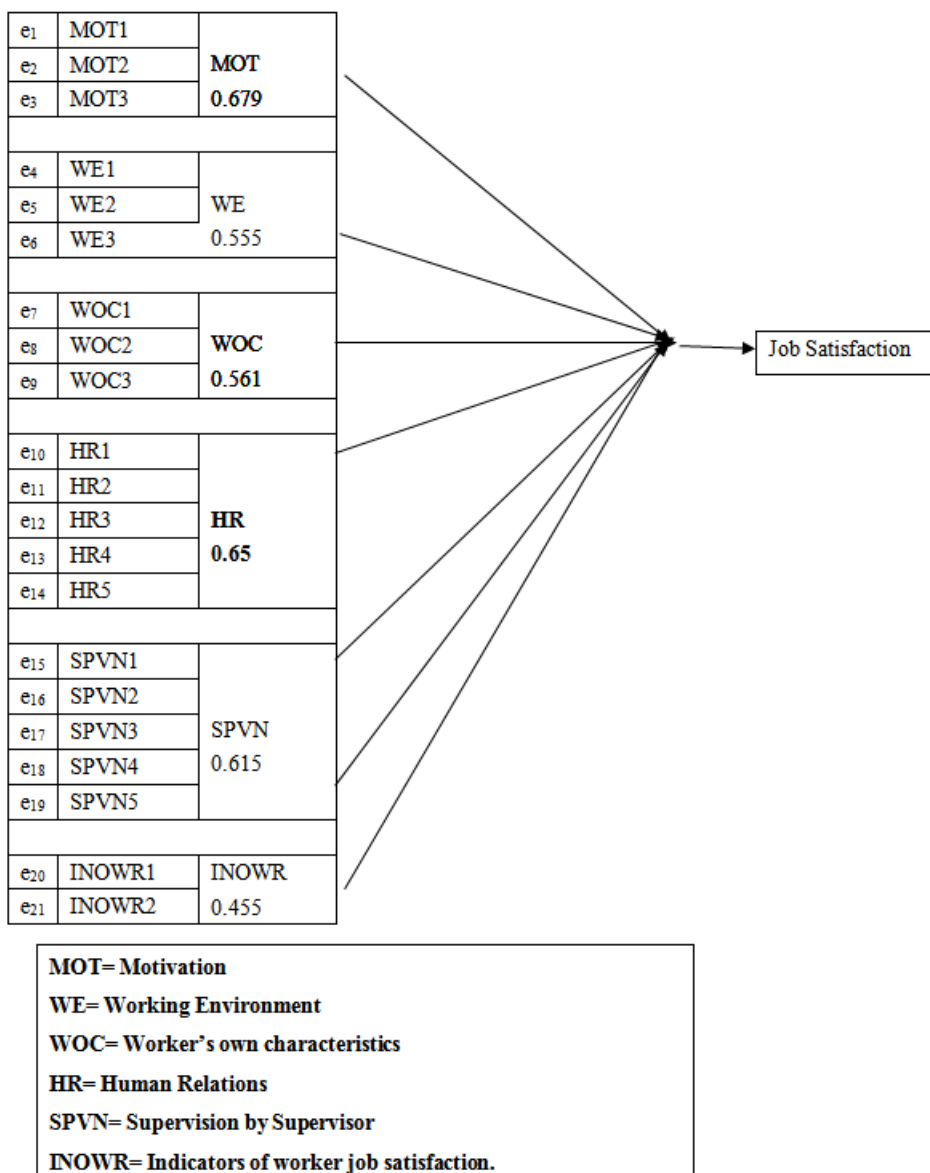 e₁ MOT1
e₂ MOT2 MOT
e₃ MOT3 0.679
e₄ WE1
e₅ WE2 WE
e₆ WE3 0.555
e₇ WOC1
e₈ WOC2 WOC
e₉ WOC3 0.561
Job Satisfaction
e₁₀ HR1
e₁₁ HR2
e₁₂ HR3 HR
e₁₃ HR4 0.65
e₁₄ HR5
e₁₅ SPVN1
e₁₆ SPVN2
e₁₇ SPVN3 SPVN
e₁₈ SPVN4 0.615
e₁₉ SPVN5
e₂₀ INOWR1 INOWR
e₂₁ INOWR2 0.455
MOT= Motivation
WE= Working Environment
WOC= Worker’s own characteristics
HR= Human Relations
SPVN= Supervision by Supervisor
INOWR= Indicators of worker job satisfaction.